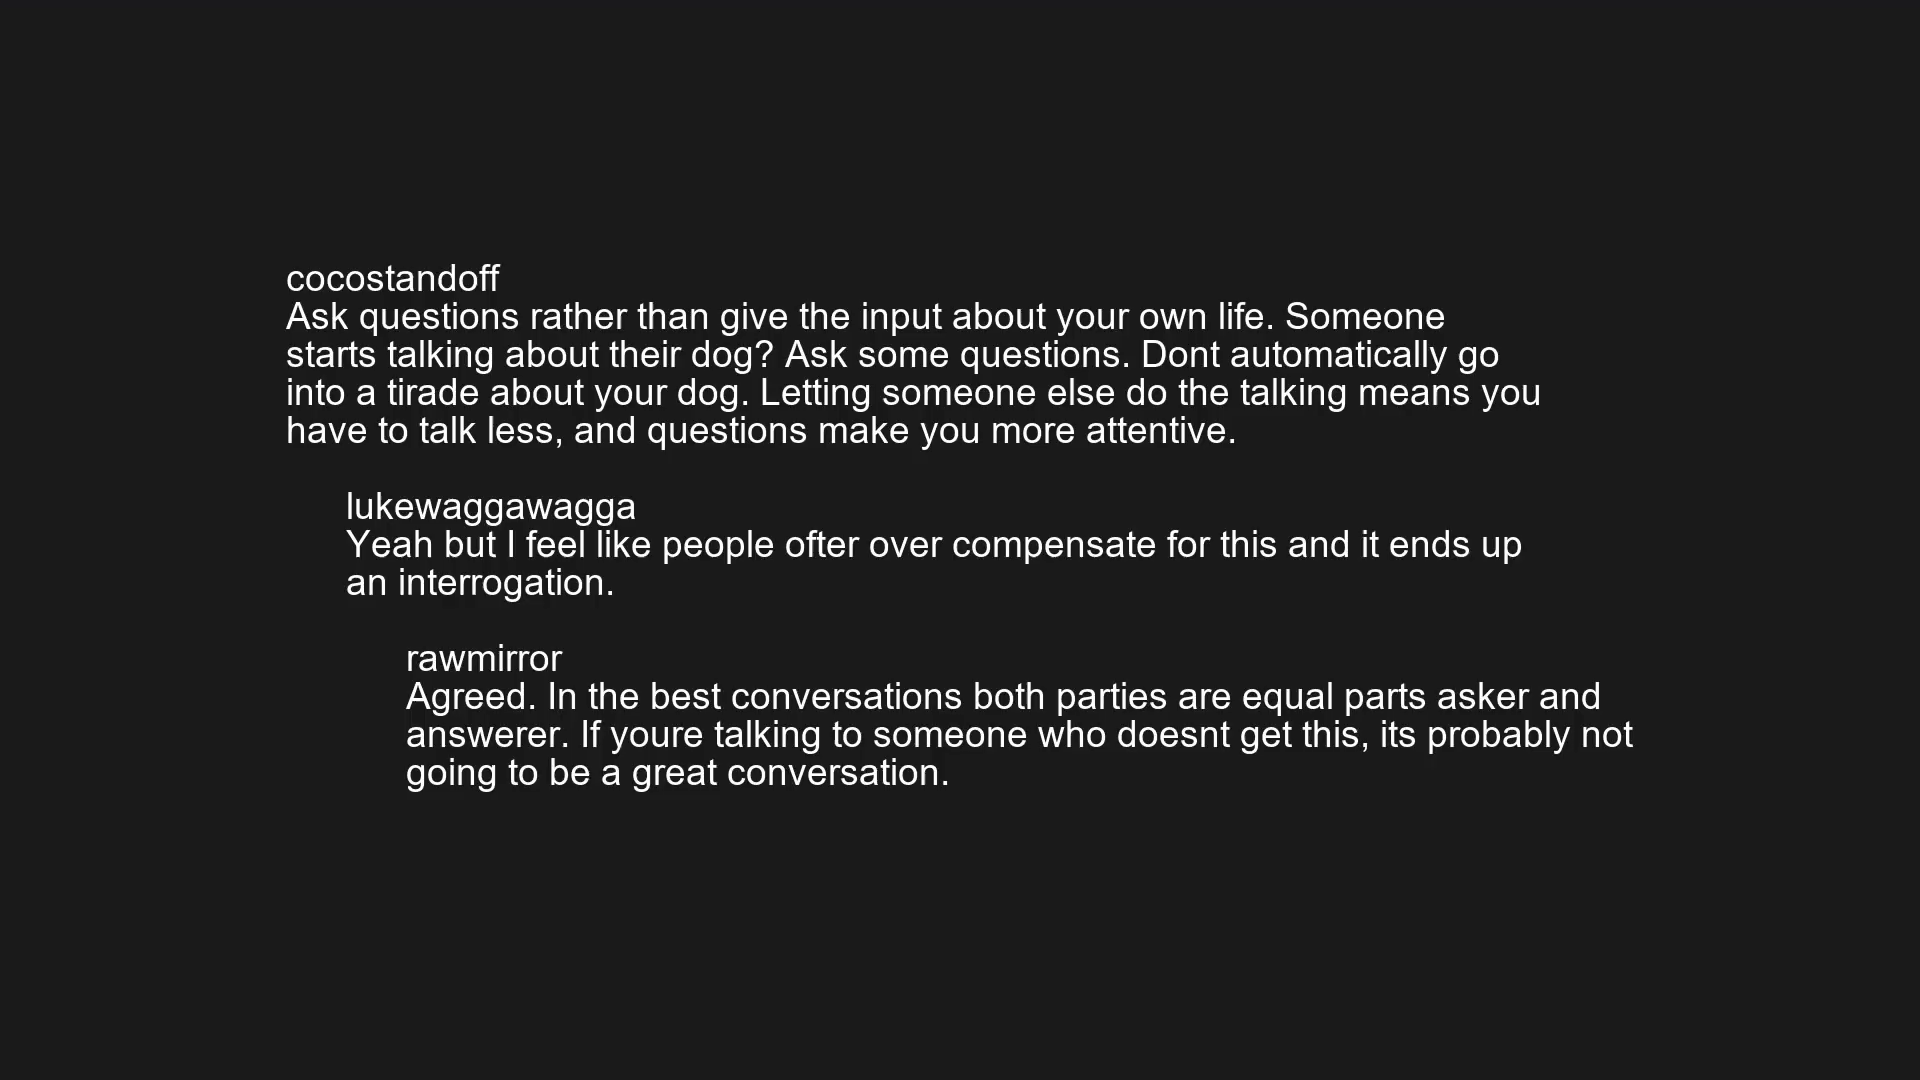 cocostandoff
Ask questions rather than give the input about your own life. Someone
starts talking about their dog? Ask some questions. Dont automatically go
into a tirade about your dog. Letting someone else do the talking means you
have to talk less, and questions make you more attentive.
lukewaggawagga
Yeah but I feel like people ofter over compensate for this and it ends up
an interrogation.
rawmirror
Agreed. In the best conversations both parties are equal parts asker and
answerer. If youre talking to someone who doesnt get this, its probably not
going to be a great conversation.